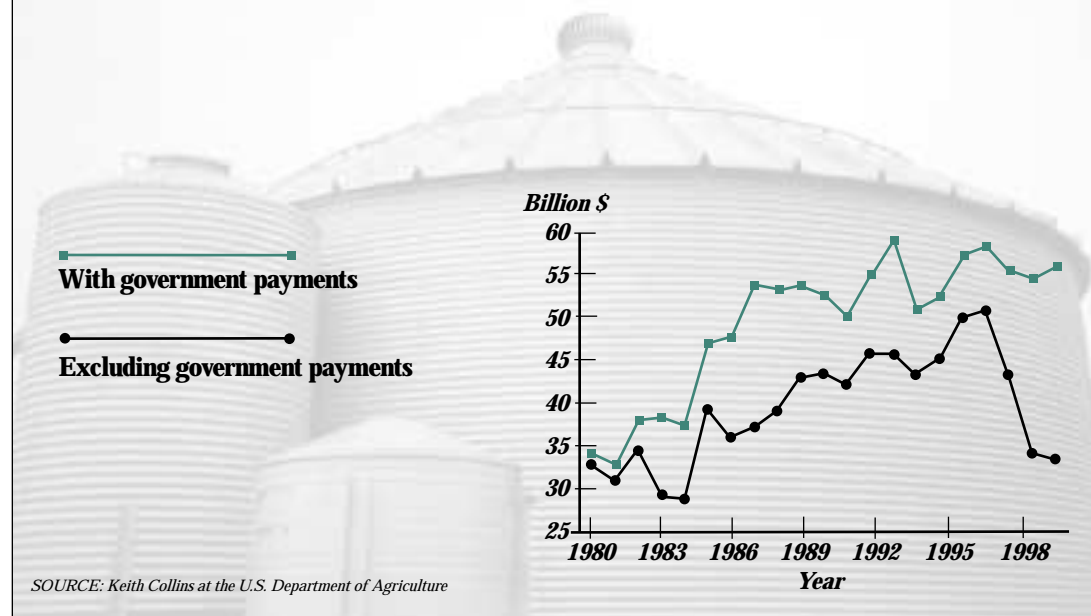 With government payments
Excluding government payments
Billion $
60
55
50
45
40
35
30
25
1980 1983 1986 1989 1992 1995 1998
Year
SOURCE: Keith Collins at the U.S. Department of Agriculture